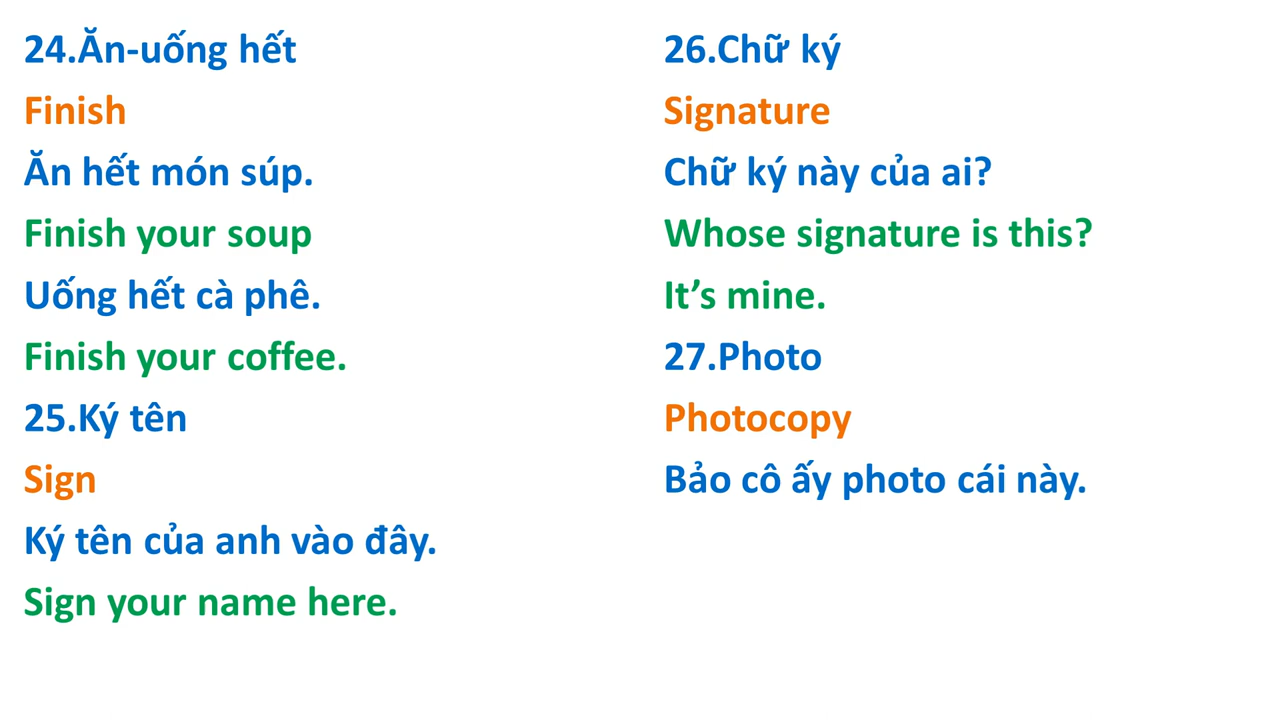 24.Ăn-uống hết
Finish
Ăn hết món súp.
Finish your soup
Uống hết cà phê.
Finish your coffee.
25.Ký tên
Sign
Ký tên của anh vào đây.
Sign your name here.
26.Chữ ký
Signature
Chữ ký này của ai?
Whose signature is this?
It’s mine.
27.Photo
Photocopy
Bảo cô ấy photo cái này.